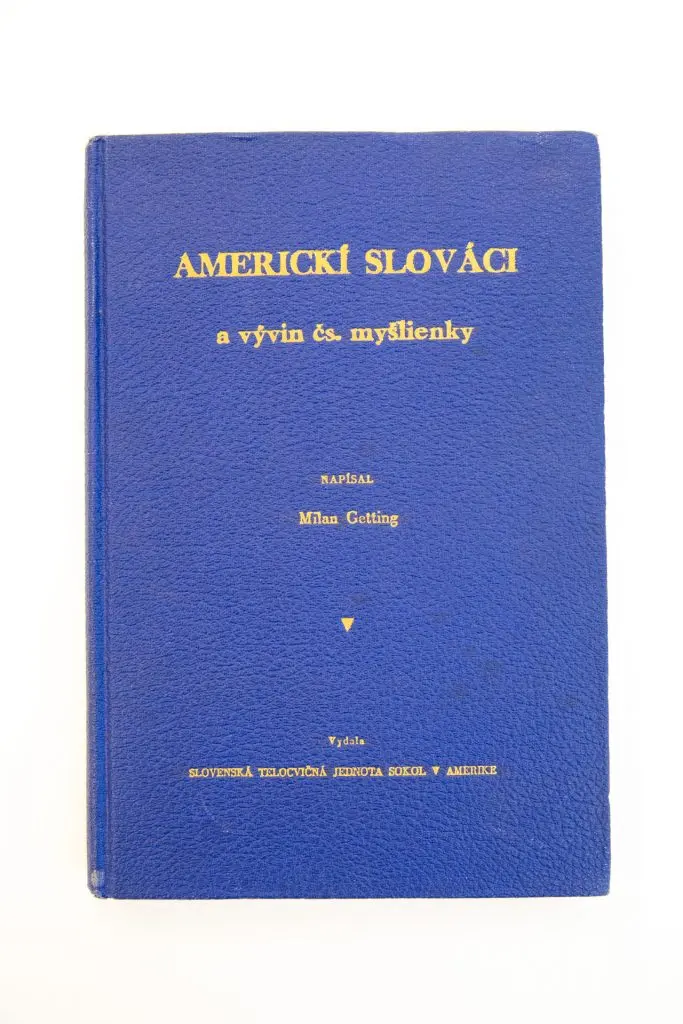 AMERICKÍ SLOVÁCI
a vývin čs. myšlienky
NAPÍSAL
Milan Getting
Vydala
SLOVENSKÁ TELOCVIČNÁ JEDNOTA SOKOL V AMERIKE